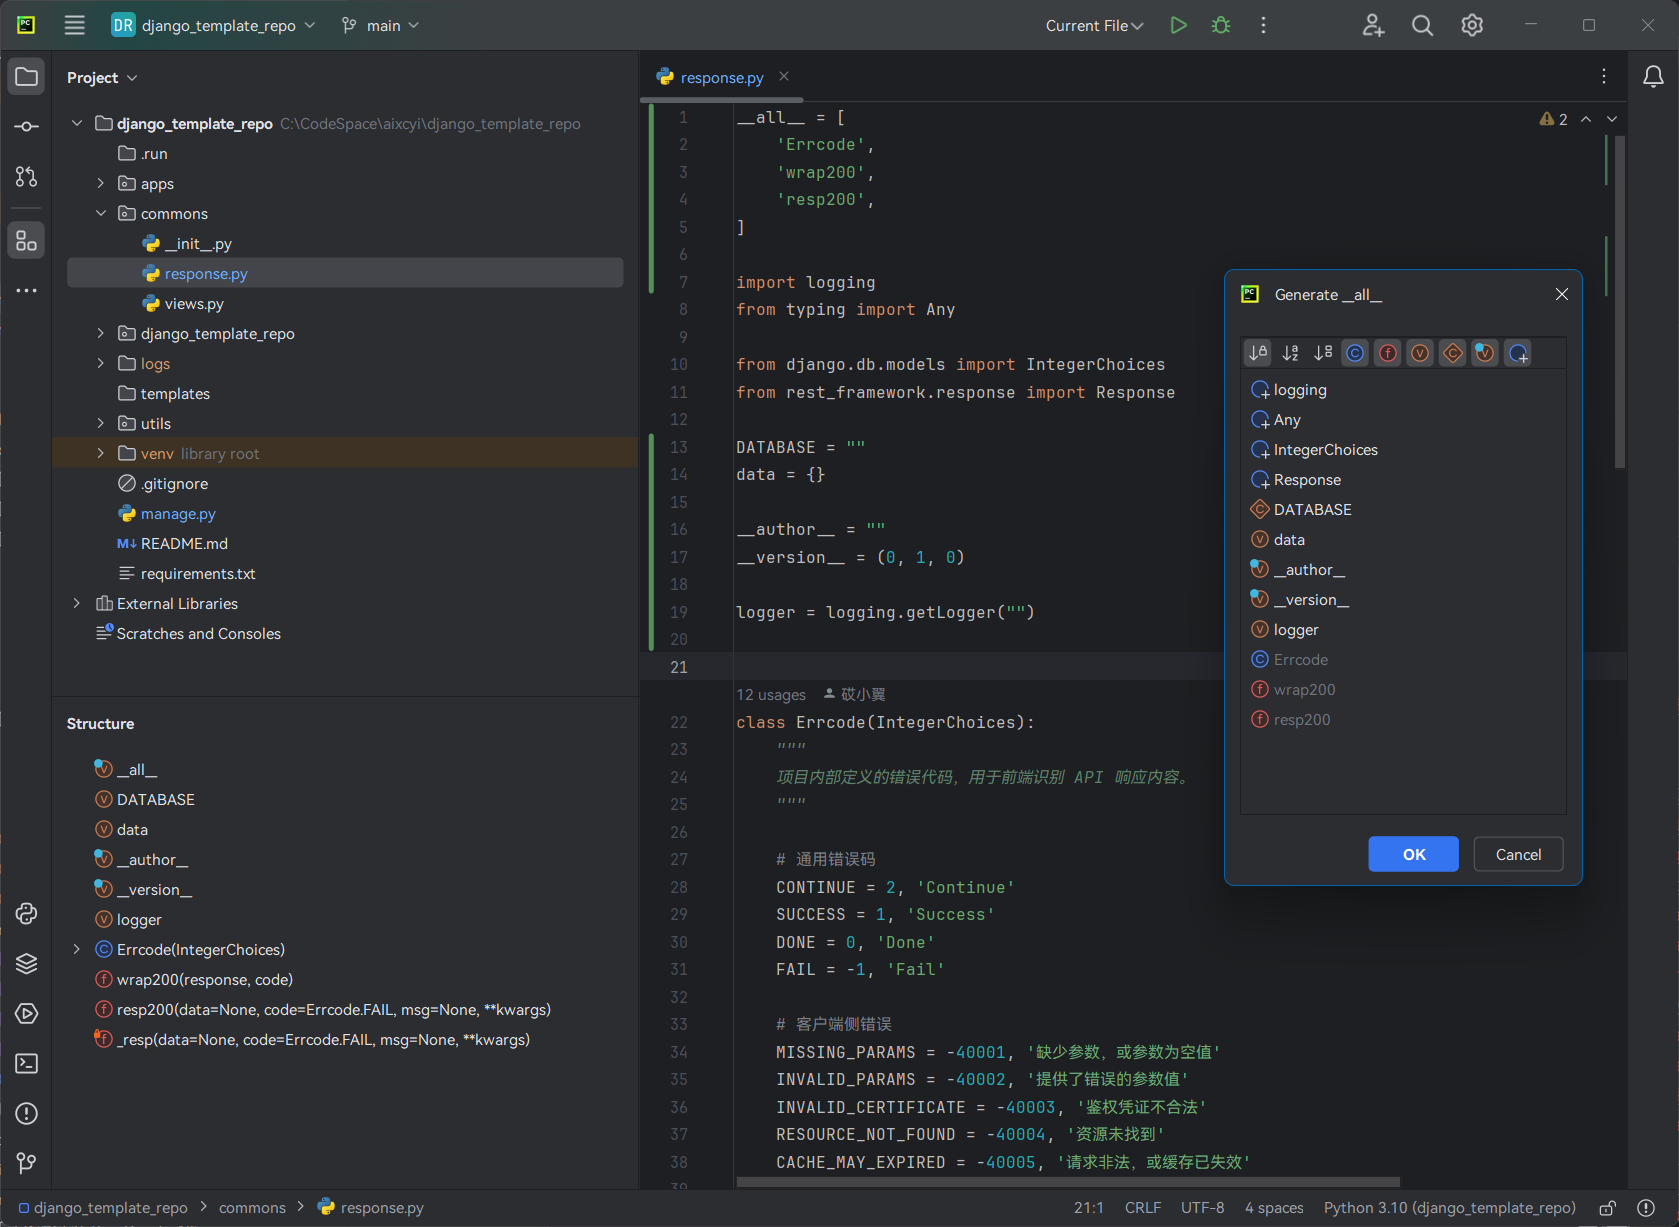 PC
DR django_template_repo
main
Current File
Project
django_template_repo C:\CodeSpace\aixcyi\django_template_repo
.run
apps
commons
__init__.py
response.py
views.py
django_template_repo
logs
templates
utils
venv library root
.gitignore
manage.py
M↓ README.md
requirements.txt
External Libraries
Scratches and Consoles
Structure
__all__
DATABASE
data
__author__
__version__
logger
Errcode(IntegerChoices)
wrap200(response, code)
resp200(data=None, code=Errcode.FAIL, msg=None, **kwargs)
_resp(data=None, code=Errcode.FAIL, msg=None, **kwargs)
response.py
2
1 __all__ = [
2 'Errcode',
3 'wrap200',
4 'resp200',
5 ]
6
7 import logging
8 from typing import Any
9
10 from django.db.models import IntegerChoices
11 from rest_framework.response import Response
12
13 DATABASE = ""
14 data = {}
15
16 __author__ = ""
17 __version__ = (0, 1, 0)
18
19 logger = logging.getLogger("")
20
21
12 usages 砹小翼
22 class Errcode(IntegerChoices):
23 """
24 项目内部定义的错误代码，用于前端识别 API 响应内容。
25 """
26
27 # 通用错误码
28 CONTINUE = 2, 'Continue'
29 SUCCESS = 1, 'Success'
30 DONE = 0, 'Done'
31 FAIL = -1, 'Fail'
32
33 # 客户端侧错误
34 MISSING_PARAMS = -40001, '缺少参数，或参数为空值'
35 INVALID_PARAMS = -40002, '提供了错误的参数值'
36 INVALID_CERTIFICATE = -40003, '鉴权凭证不合法'
37 RESOURCE_NOT_FOUND = -40004, '资源未找到'
38 CACHE_MAY_EXPIRED = -40005, '请求非法，或缓存已失效'
39
PC Generate __all__
logging
Any
IntegerChoices
Response
DATABASE
data
__author__
__version__
logger
Errcode
wrap200
resp200
OK
Cancel
django_template_repo
commons
response.py
21:1
CRLF
UTF-8
4 spaces
Python 3.10 (django_template_repo)